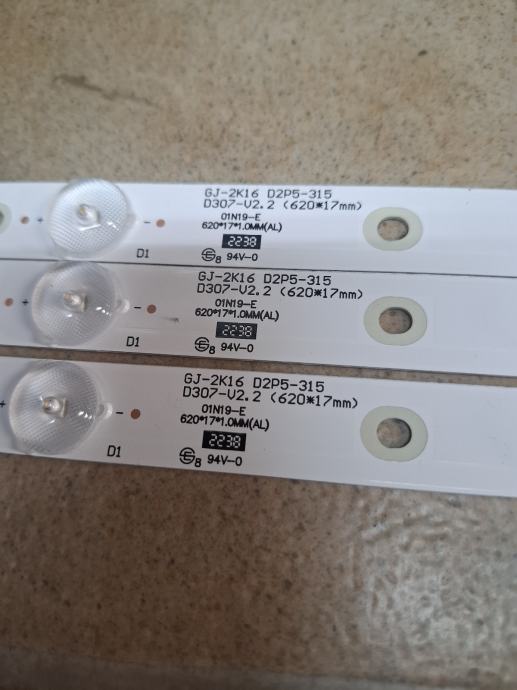 GJ-2K16 D2P5-315
D307-V2.2 (620*17mm)
01N19-E
620*17*1.0MM(AL)
2238
8 94V-0
+ - D1
GJ-2K16 D2P5-315
D307-V2.2 (620*17mm)
01N19-E
620*17*1.0MM(AL)
2238
8 94V-0
+ - D1
GJ-2K16 D2P5-315
D307-V2.2 (620*17mm)
01N19-E
620*17*1.0MM(AL)
2238
8 94V-0
+ - D1